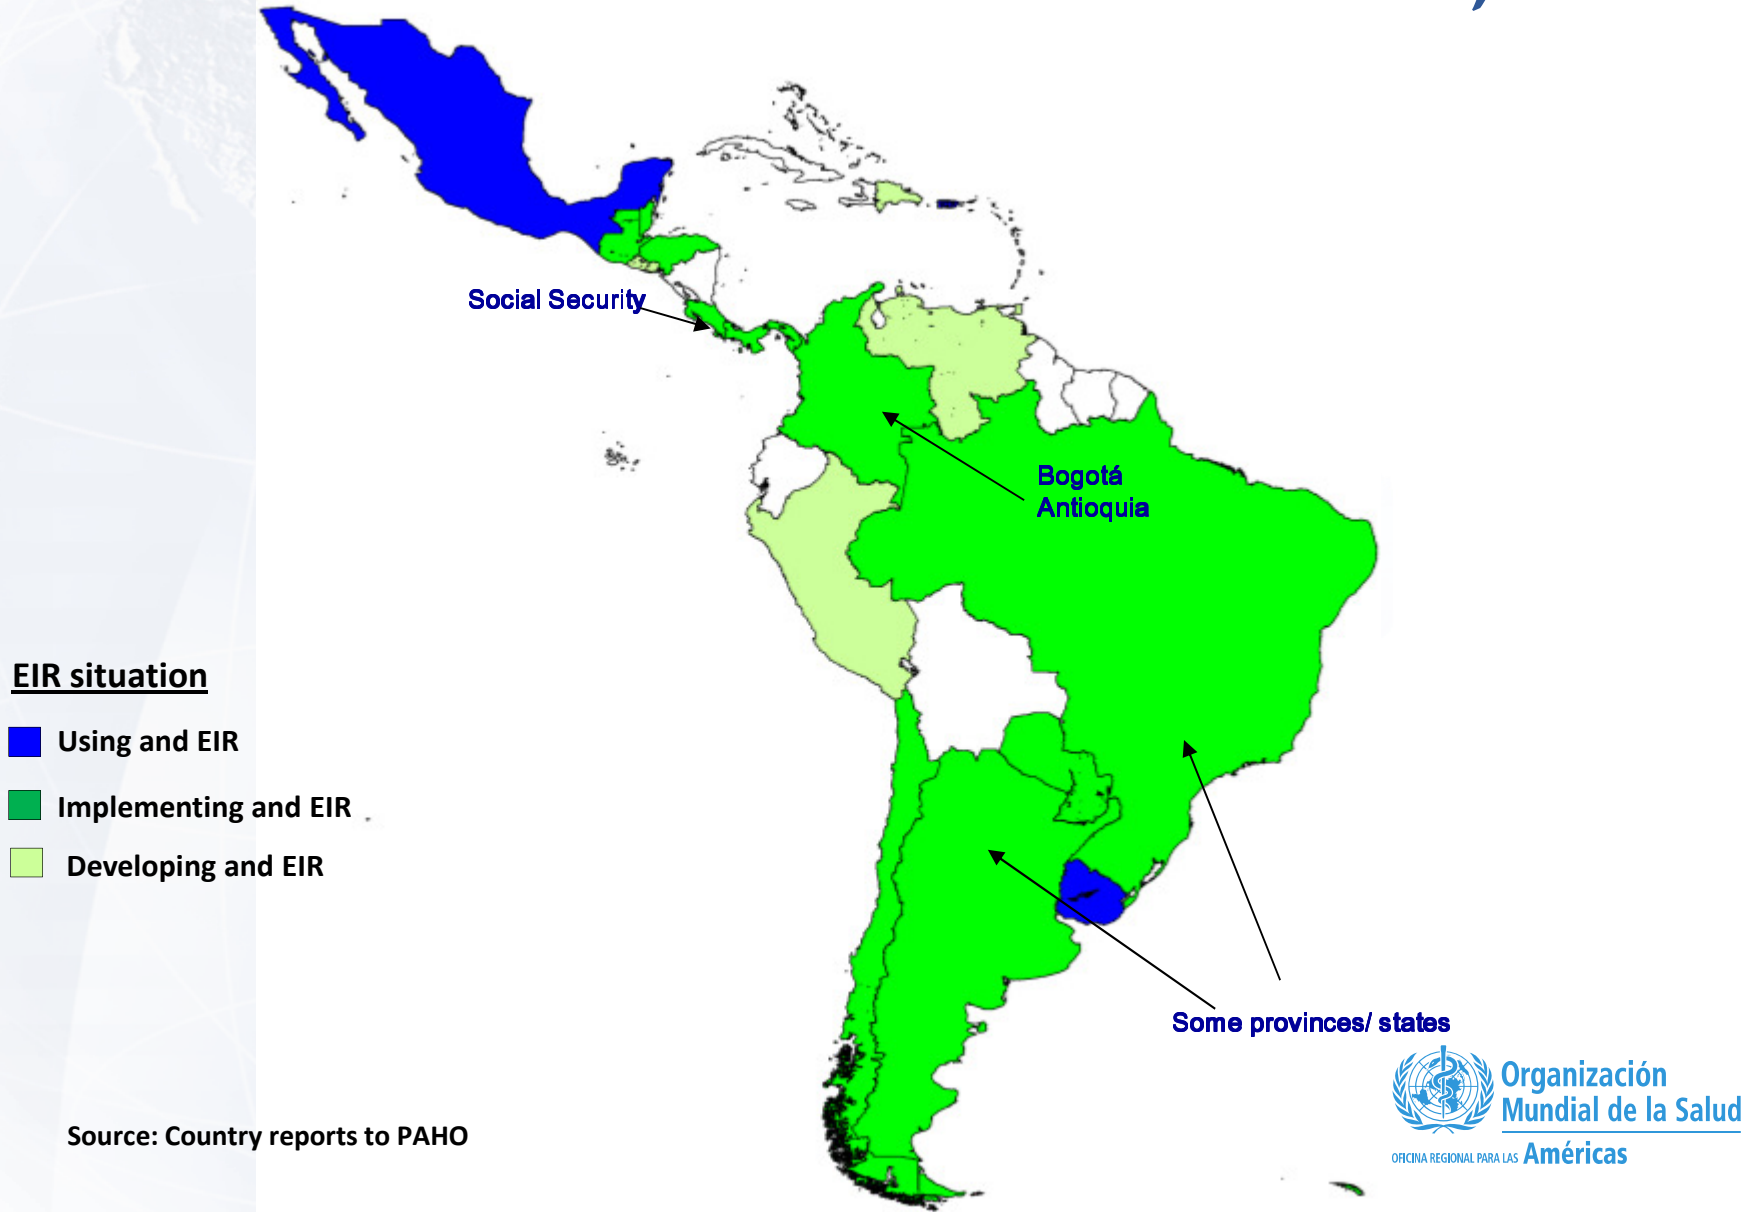 Social Security
Bogotá
Antioquia
EIR situation
Using and EIR
Implementing and EIR
Developing and EIR
Some provinces/ states
Source: Country reports to PAHO
Organización
Mundial de la Salud
OFICINA REGIONAL PARA LAS Américas